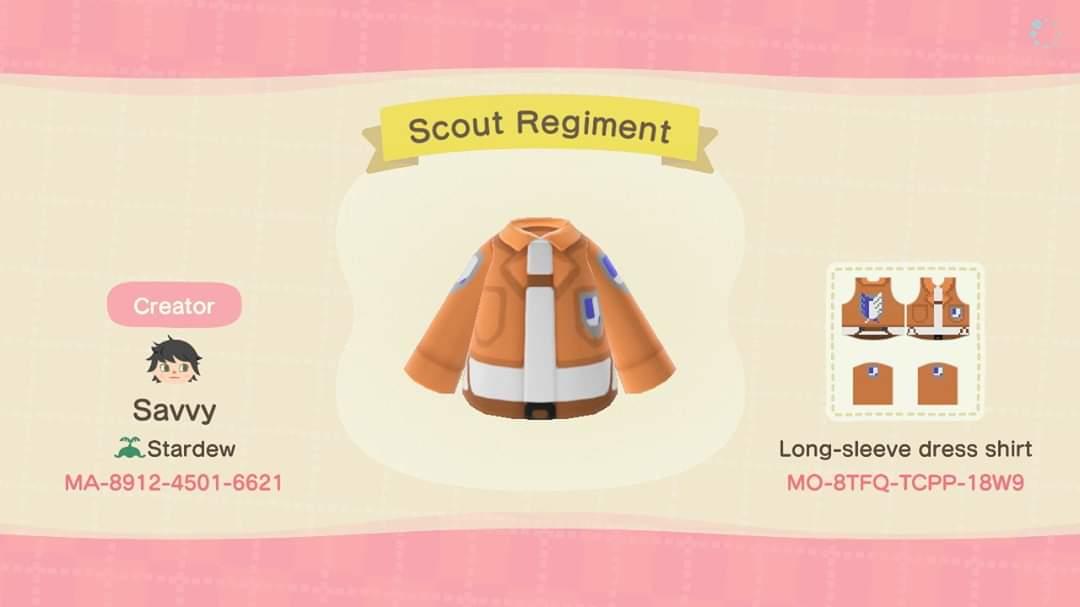 Scout Regiment
Creator
Savvy
Stardew
MA-8912-4501-6621
Long-sleeve dress shirt
MO-8TFQ-TCPP-18W9